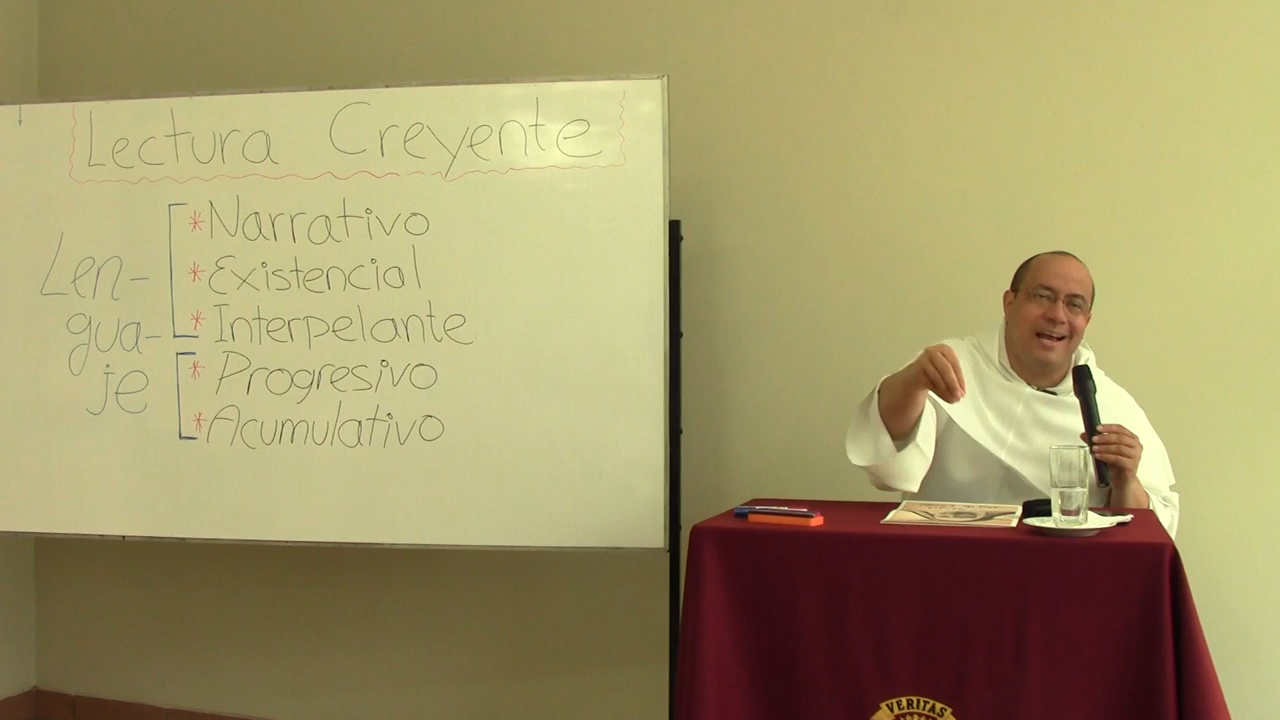 Lectura Creyente
*Narrativo
*Existencial
*Interpelante
*Progresivo
*Acumulativo
Len-
gua-
je
VERITAS